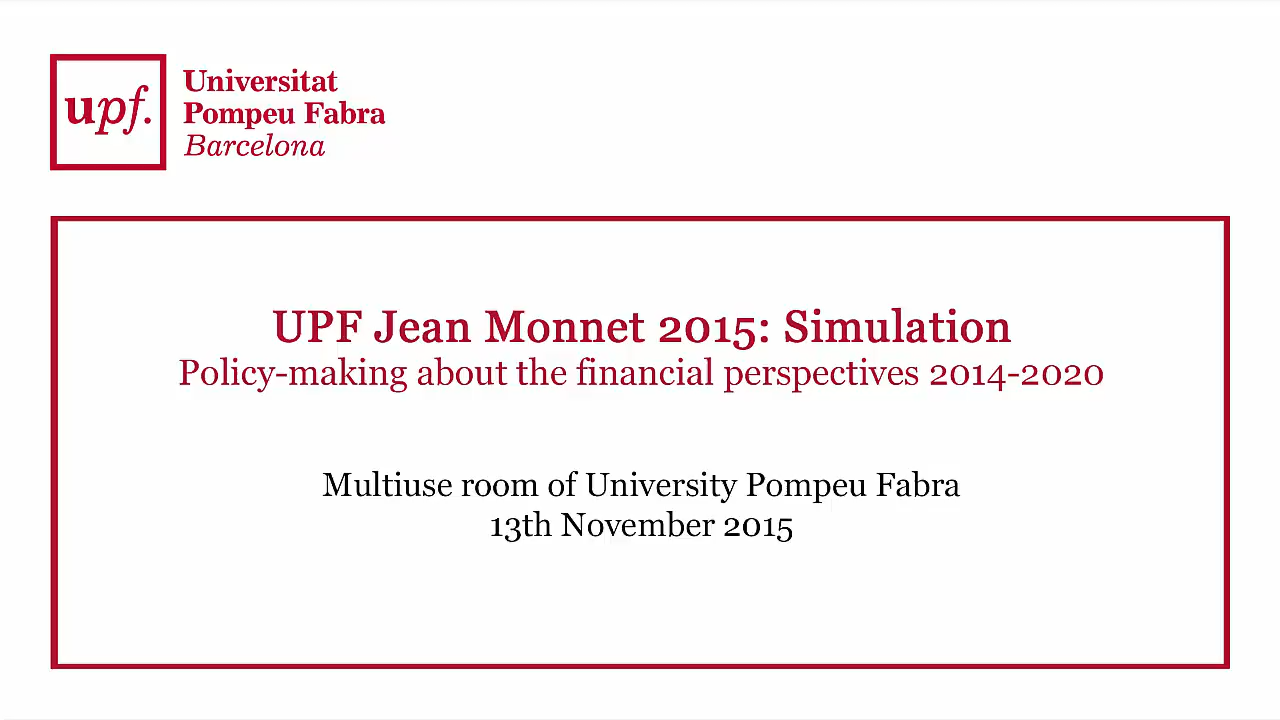 upf.
Universitat
Pompeu Fabra
Barcelona
UPF Jean Monnet 2015: Simulation
Policy-making about the financial perspectives 2014-2020
Multiuse room of University Pompeu Fabra
13th November 2015